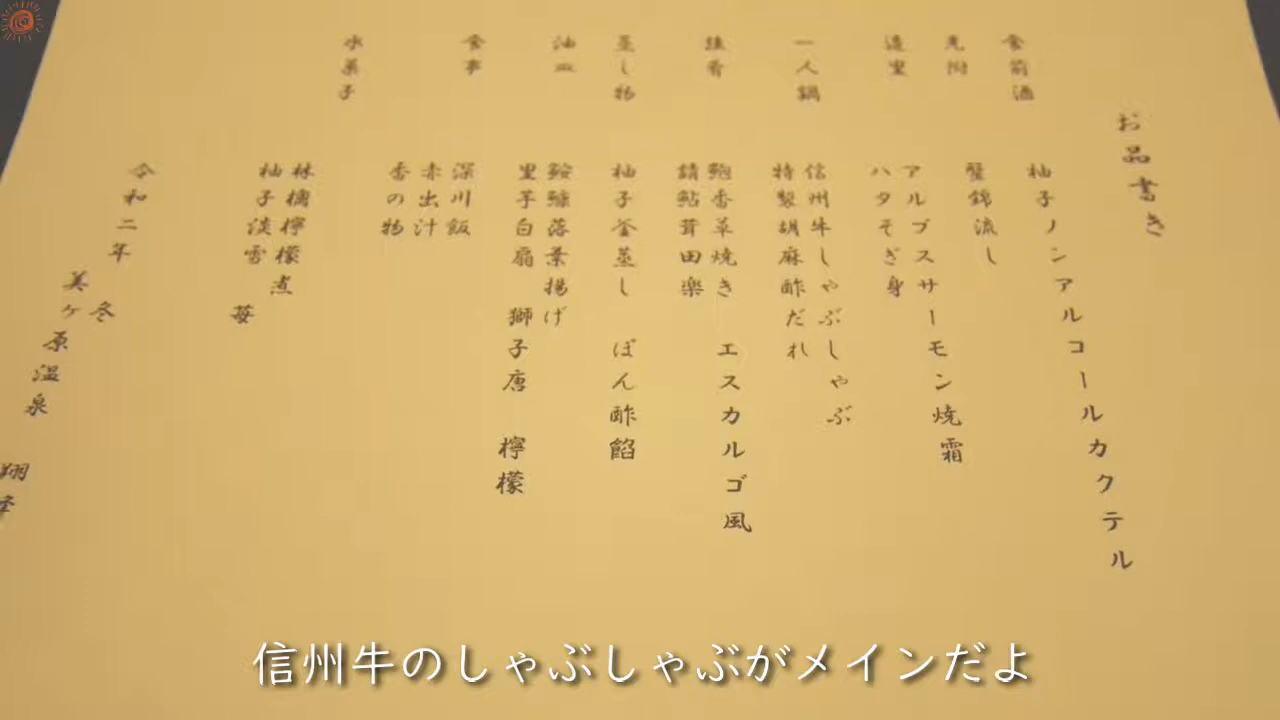 お品書き
食前酒
柚子ノンアルコールカクテル
先附
蟹錦流し
造里
アルプスサーモン焼霜
ハタそぎ身
一人鍋
信州牛しゃぶしゃぶ
特製胡麻酢だれ
鮑香草焼き エスカルゴ風
鯖鮎茸田楽
蒸し物
柚子釜蒸し ぽん酢餡
油皿
鮟鱇落葉揚げ
里芋白扇 獅子唐 檸檬
食事
深川飯
赤出汁
香の物
水菓子
林檎檸檬煮
柚子淡雪 苺
令和二年 冬
美ヶ原温泉 翔峯
信州牛のしゃぶしゃぶがメインだよ